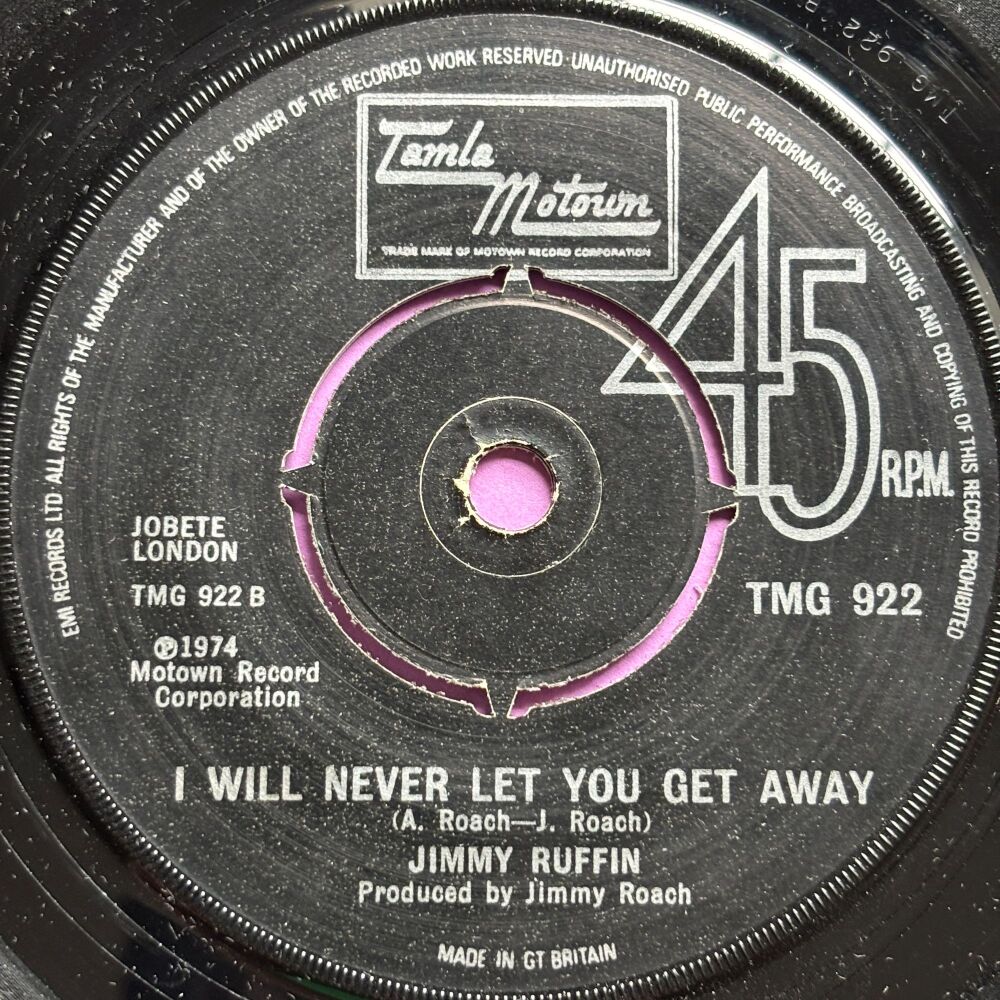 EMI RECORDS LTD ALL RIGHTS OF THE MANUFACTURER AND OF THE OWNER OF THE RECORDED WORK RESERVED·UNAUTHORISED PUBLIC PERFORMANCE BROADCASTING AND COPYING OF THIS RECORD PROHIBITED
Tamla
Motown
TRADE MARK OF MOTOWN RECORD CORPORATION
45
R.P.M.
JOBETE
LONDON
TMG 922 B
TMG 922
℗1974
Motown Record
Corporation
I WILL NEVER LET YOU GET AWAY
(A. Roach—J. Roach)
JIMMY RUFFIN
Produced by Jimmy Roach
MADE IN GT BRITAIN